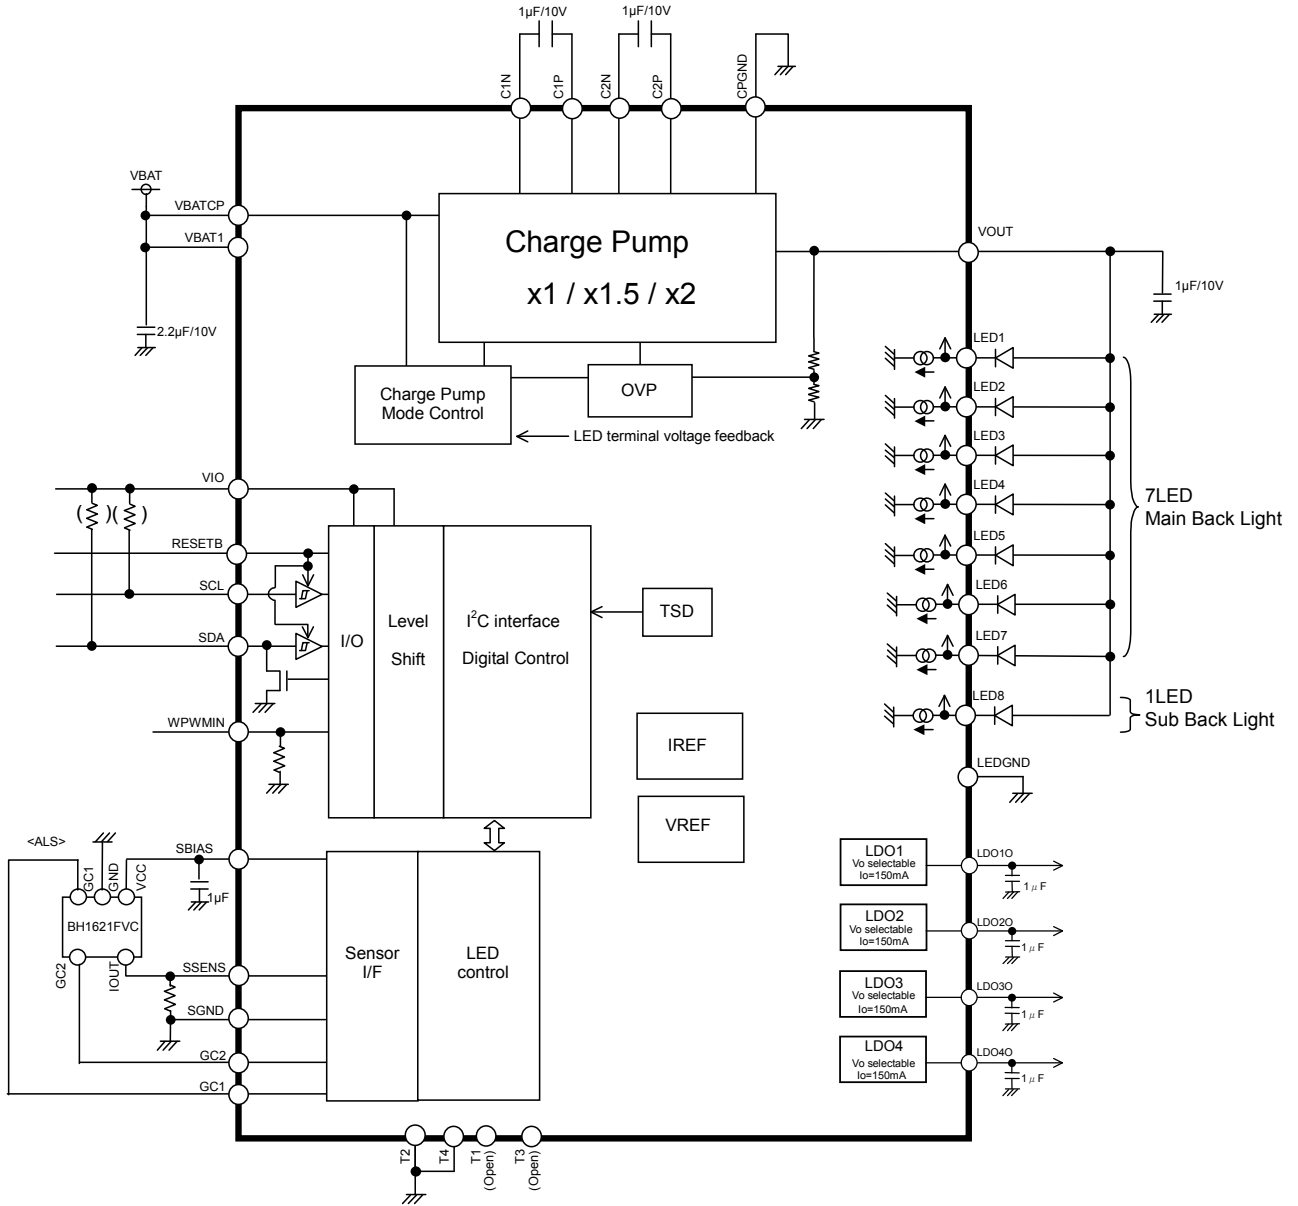 1µF/10V
1µF/10V
C1N
C1P
C2N
C2P
CPGND
VBAT
VBATCP
VBAT1
2.2µF/10V
Charge Pump
x1 / x1.5 / x2
VOUT
1µF/10V
Charge Pump
Mode Control
OVP
LED terminal voltage feedback
LED1
LED2
LED3
LED4
LED5
LED6
LED7
LED8
7LED
Main Back Light
1LED
Sub Back Light
LEDGND
VIO
( )( )
RESETB
SCL
SDA
WPWMIN
I/O
Level
Shift
I2C interface
Digital Control
TSD
IREF
VREF
<ALS>
GC1
GND
VCC
BH1621FVC
GC2
IOUT
SBIAS
1µF
SSENS
SGND
GC2
GC1
Sensor
I/F
LED
control
LDO1
Vo selectable
Io=150mA
LDO1O
1μF
LDO2
Vo selectable
Io=150mA
LDO2O
1μF
LDO3
Vo selectable
Io=150mA
LDO3O
1μF
LDO4
Vo selectable
Io=150mA
LDO4O
1μF
T2
T4
T1
(Open)
T3
(Open)